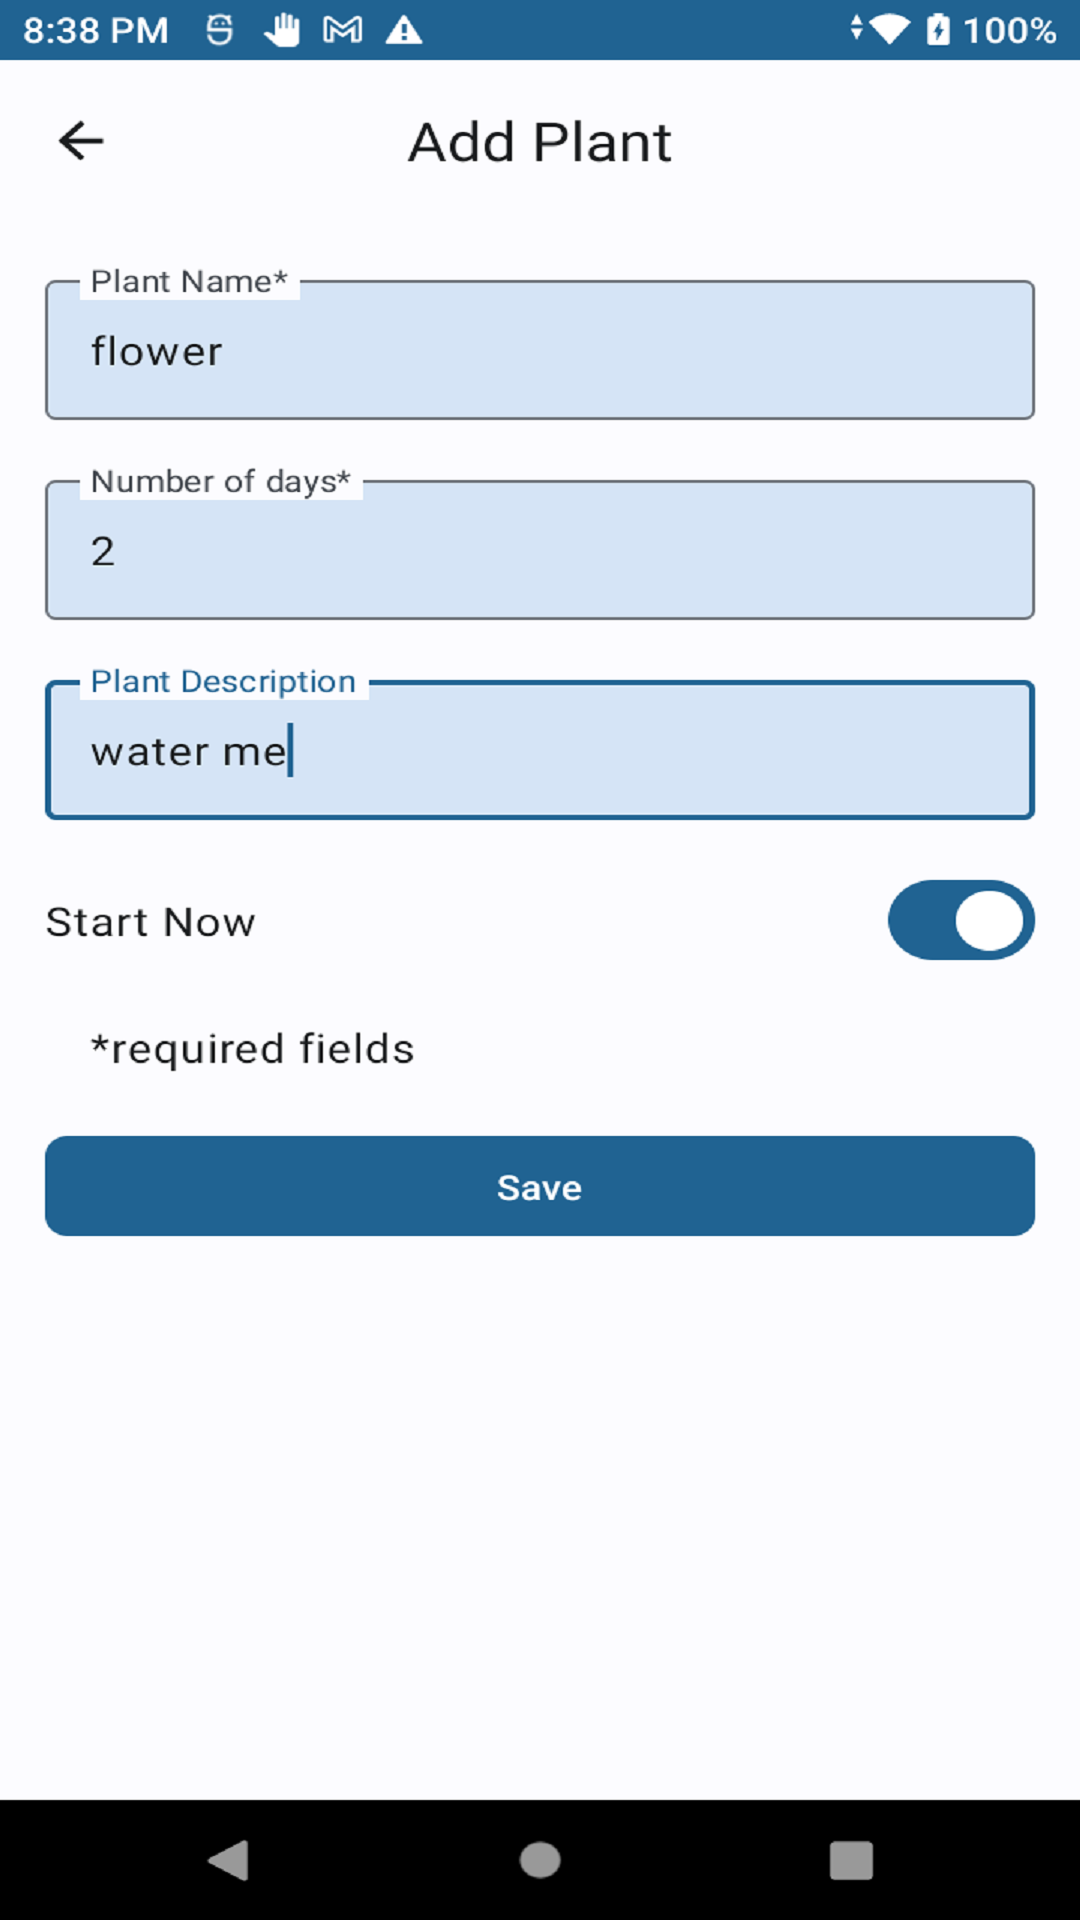 8:38 PM 100%
Add Plant
Plant Name*
flower
Number of days*
2
Plant Description
water me
Start Now
*required fields
Save